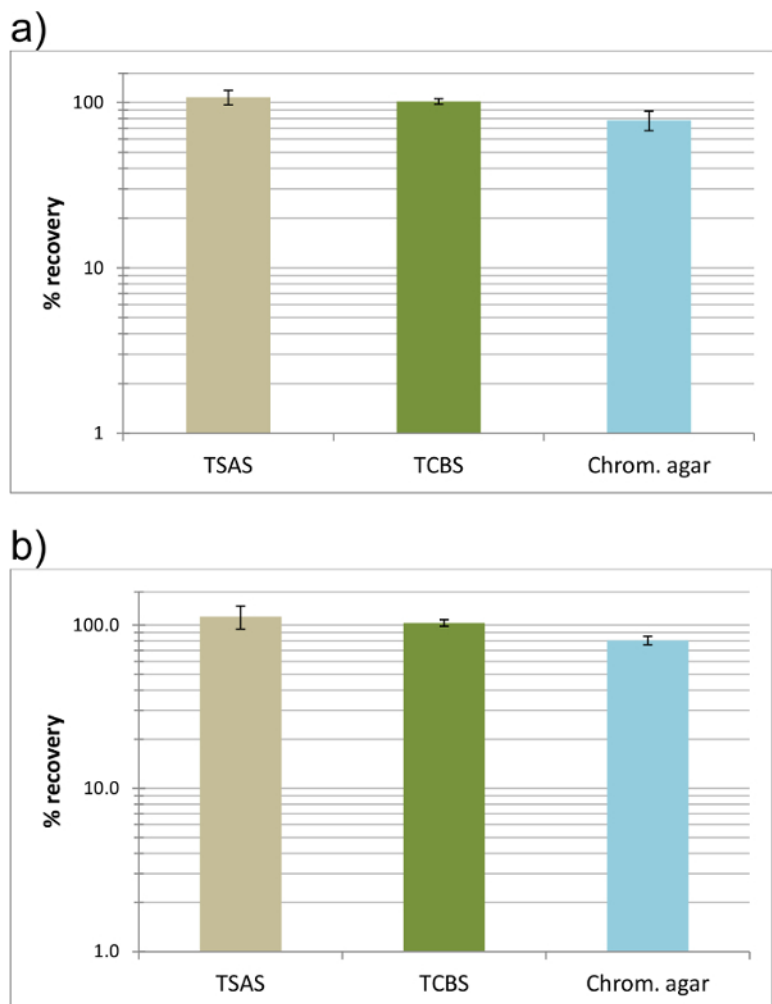 a)
100
10
1
% recovery
TSAS TCBS Chrom. agar
b)
100.0
10.0
1.0
% recovery
TSAS TCBS Chrom. agar